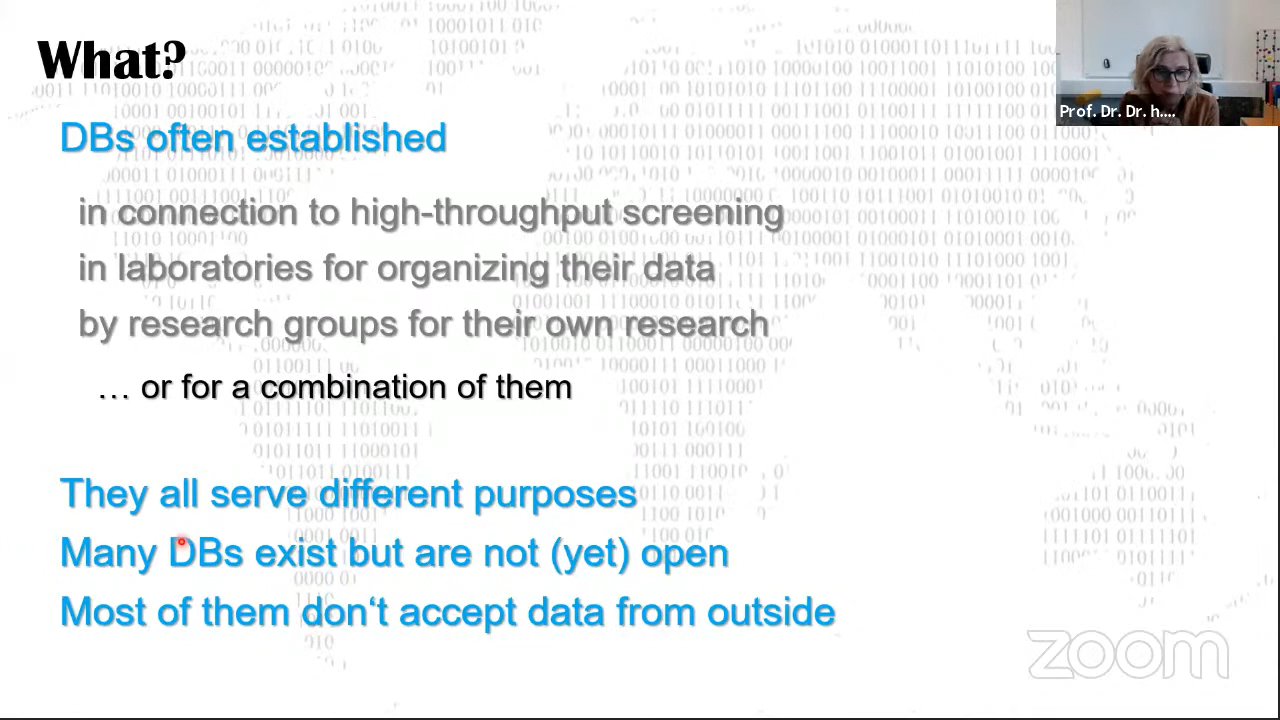 What?
Prof. Dr. Dr. h....
DBs often established
in connection to high-throughput screening
in laboratories for organizing their data
by research groups for their own research
… or for a combination of them
They all serve different purposes
Many DBs exist but are not (yet) open
Most of them don‘t accept data from outside
zoom